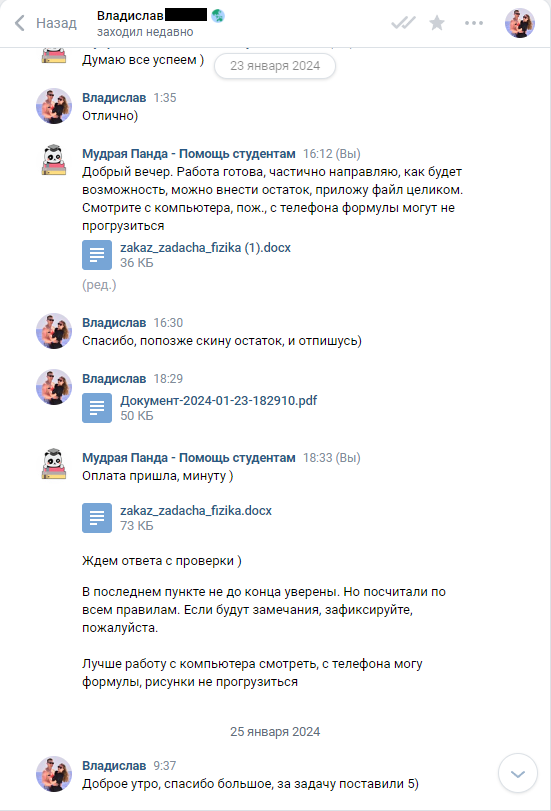 Назад
Владислав
заходил недавно
Думаю все успеем )
23 января 2024
Владислав 1:35
Отлично)
Мудрая Панда - Помощь студентам 16:12 (Вы)
Добрый вечер. Работа готова, частично направляю, как будет
возможность, можно внести остаток, приложу файл целиком.
Смотрите с компьютера, пож., с телефона формулы могут не
прогрузиться
zakaz_zadacha_fizika (1).docx
36 КБ
(ред.)
Владислав 16:30
Спасибо, попозже скину остаток, и отпишусь)
Владислав 18:29
Документ-2024-01-23-182910.pdf
50 КБ
Мудрая Панда - Помощь студентам 18:33 (Вы)
Оплата пришла, минуту )
zakaz_zadacha_fizika.docx
73 КБ
Ждем ответа с проверки )
В последнем пункте не до конца уверены. Но посчитали по
всем правилам. Если будут замечания, зафиксируйте,
пожалуйста.
Лучше работу с компьютера смотреть, с телефона могу
формулы, рисунки не прогрузиться
25 января 2024
Владислав 9:37
Доброе утро, спасибо большое, за задачу поставили 5)